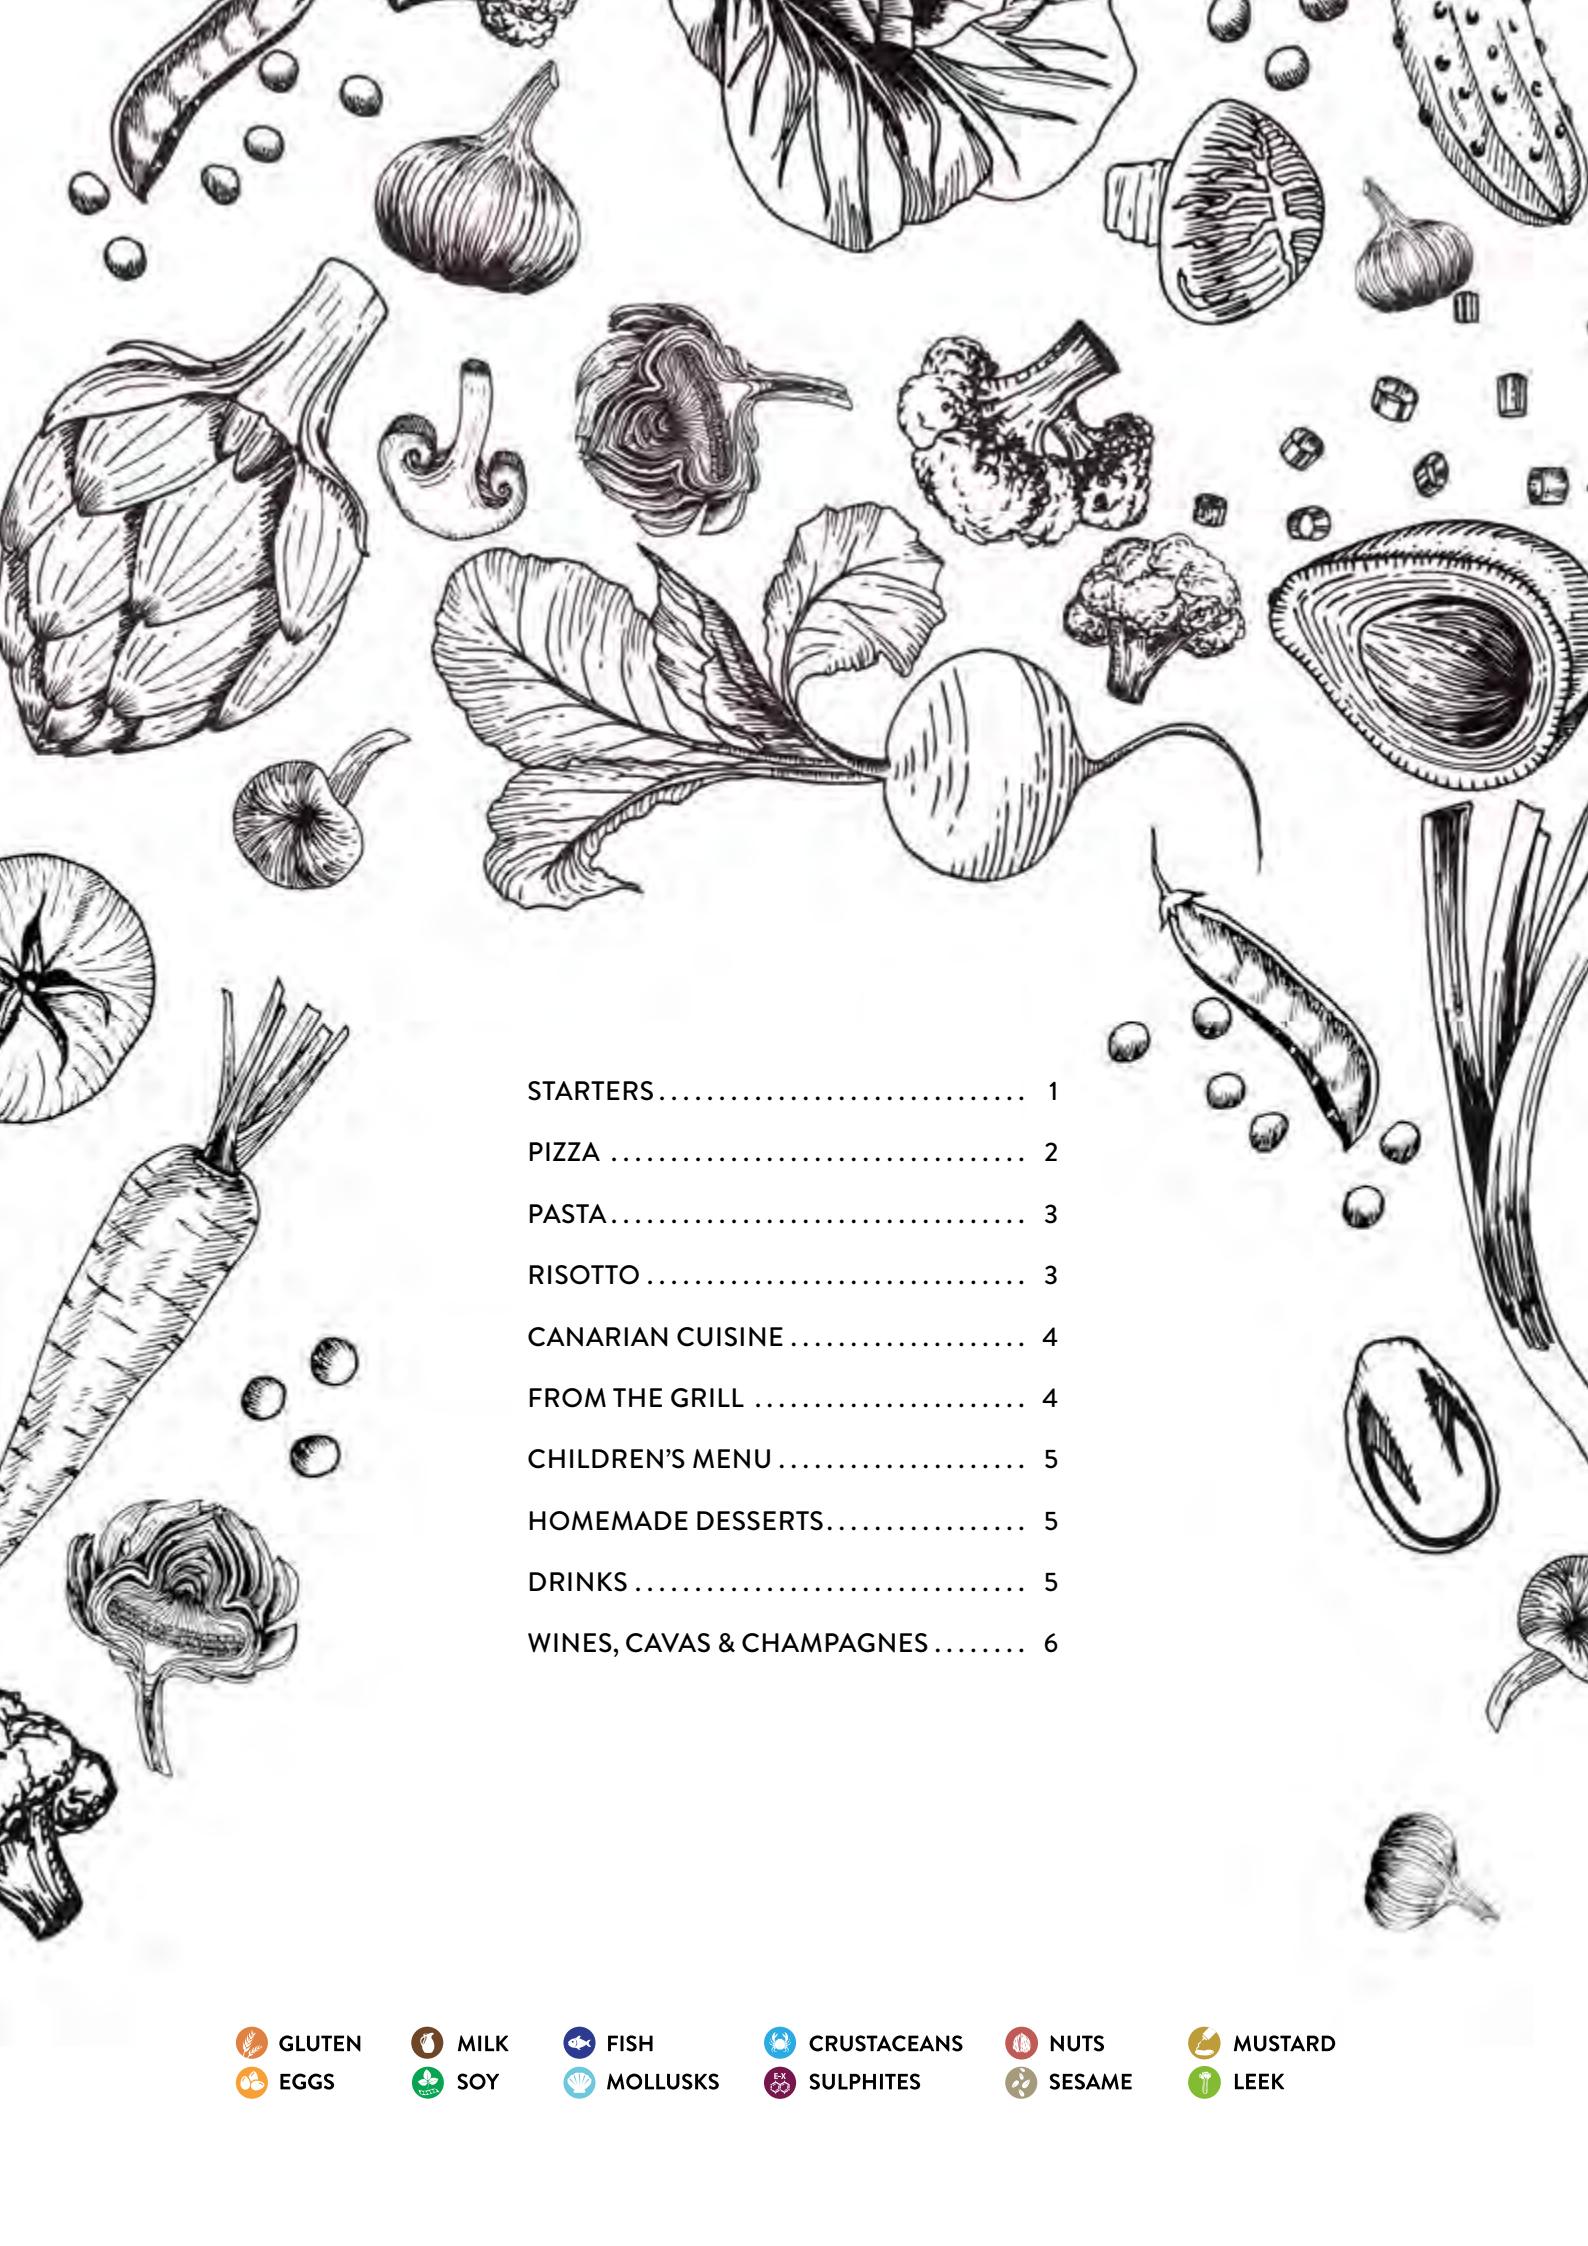 STARTERS............................... 1
PIZZA ................................... 2
PASTA................................... 3
RISOTTO................................ 3
CANARIAN CUISINE.................... 4
FROM THE GRILL ....................... 4
CHILDREN’S MENU..................... 5
HOMEMADE DESSERTS................. 5
DRINKS................................. 5
WINES, CAVAS & CHAMPAGNES........ 6
GLUTEN MILK FISH CRUSTACEANS NUTS MUSTARD
EGGS SOY MOLLUSKS E-X SULPHITES SESAME LEEK